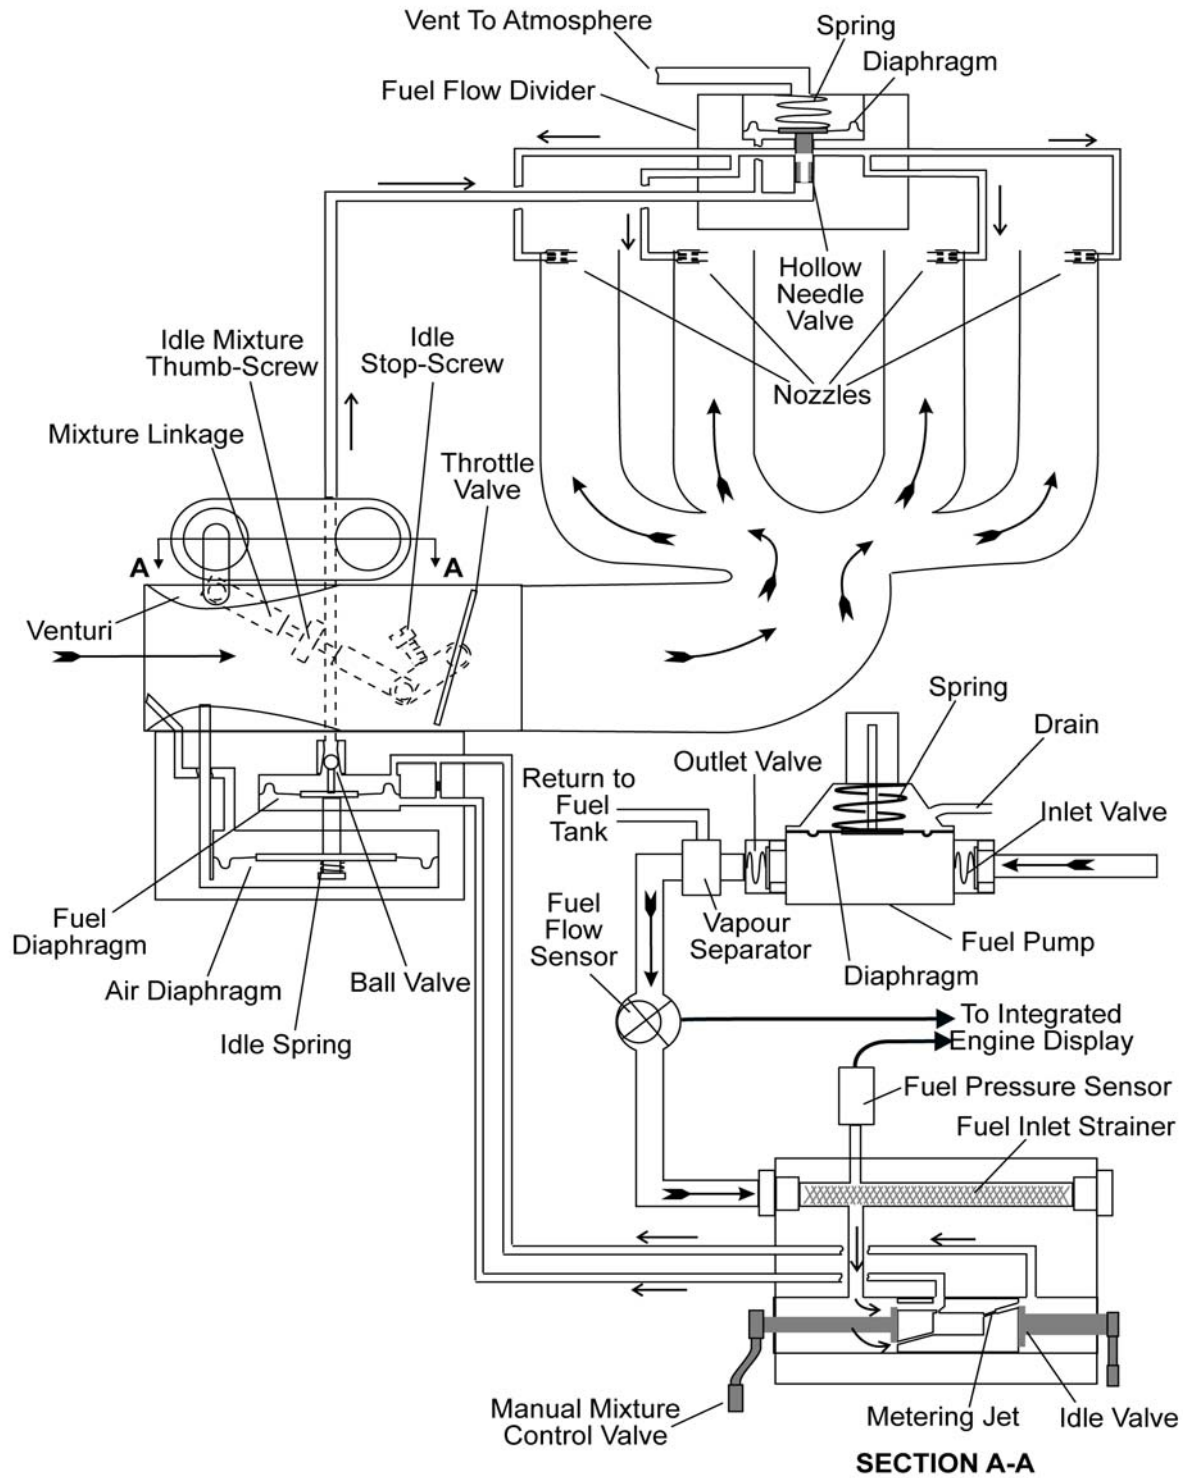 Vent To Atmosphere
Spring
Diaphragm
Fuel Flow Divider
Hollow
Needle
Valve
Nozzles
Idle Mixture
Thumb-Screw
Idle
Stop-Screw
Mixture Linkage
Throttle
Valve
A
A
Venturi
Spring
Drain
Outlet Valve
Return to
Fuel
Tank
Inlet Valve
Fuel
Diaphragm
Air Diaphragm
Ball Valve
Idle Spring
Fuel
Flow
Sensor
Vapour
Separator
Fuel Pump
Diaphragm
To Integrated
Engine Display
Fuel Pressure Sensor
Fuel Inlet Strainer
Manual Mixture
Control Valve
Metering Jet
Idle Valve
SECTION A-A